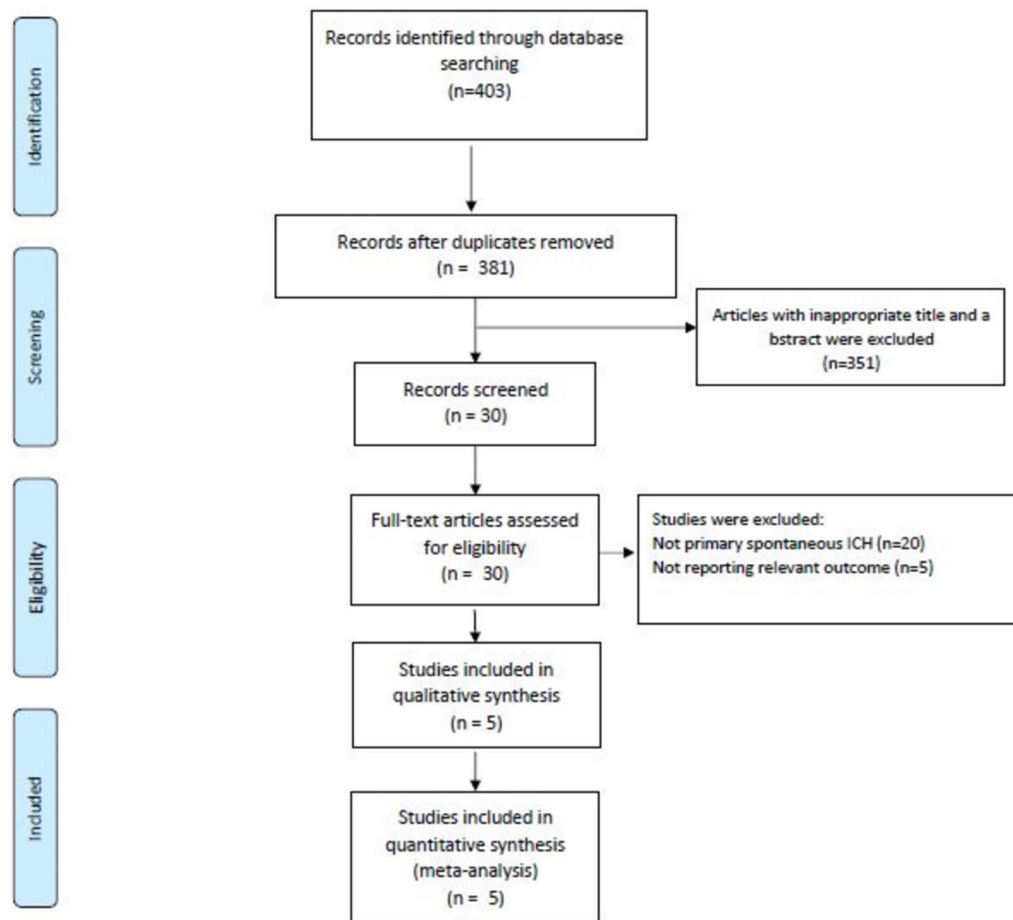 Identification
Records identified through database
searching
(n=403)
Records after duplicates removed
(n = 381)
Screening
Articles with inappropriate title and a
bstract were excluded
(n=351)
Records screened
(n = 30)
Eligibility
Full-text articles assessed
for eligibility
(n = 30)
Studies were excluded:
Not primary spontaneous ICH (n=20)
Not reporting relevant outcome (n=5)
Studies included in
qualitative synthesis
(n = 5)
Included
Studies included in
quantitative synthesis
(meta-analysis)
(n = 5)